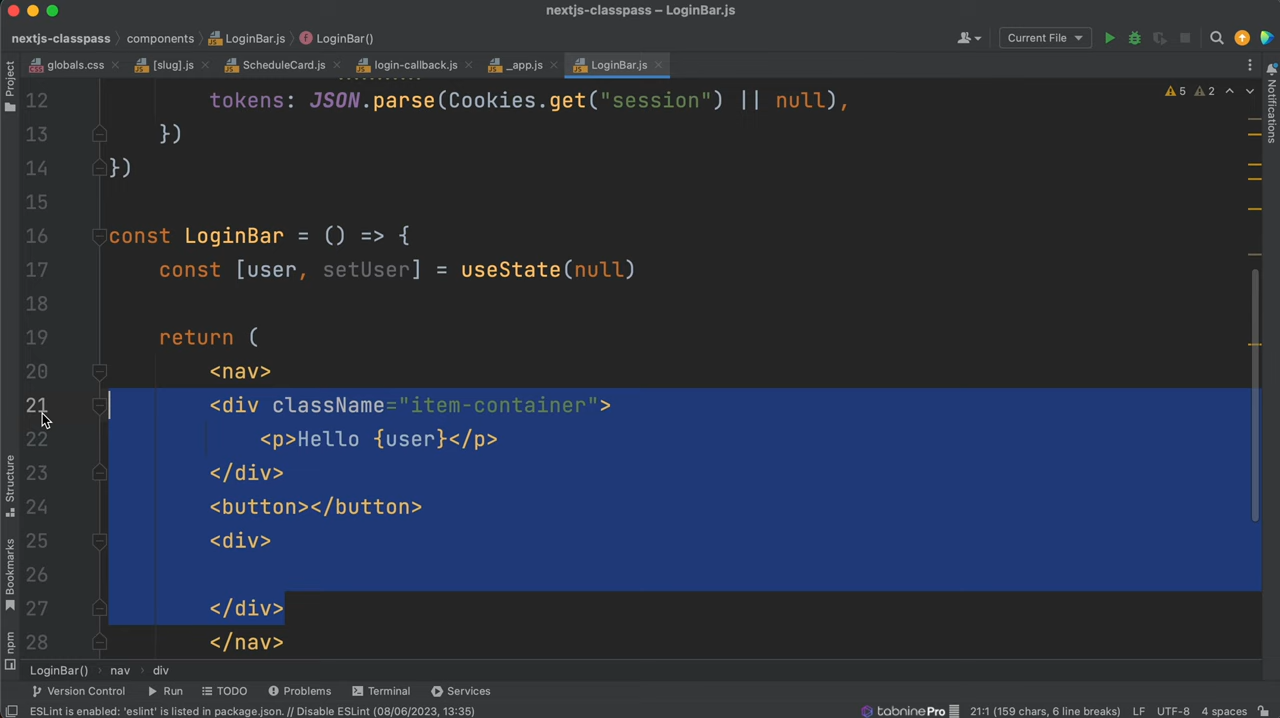 nextjs-classpass – LoginBar.js
nextjs-classpass components LoginBar.js LoginBar()
Current File
globals.css [slug].js ScheduleCard.js login-callback.js _app.js LoginBar.js
Project
Notifications
5 2
12 tokens: JSON.parse(Cookies.get("session") || null),
13 })
14 })
15
16 const LoginBar = () => {
17 const [user, setUser] = useState(null)
18
19 return (
20 <nav>
21 <div className="item-container">
22 <p>Hello {user}</p>
23 </div>
24 <button></button>
25 <div>
26
27 </div>
28 </nav>
Structure
Bookmarks
npm
LoginBar() nav div
Version Control Run TODO Problems Terminal Services
ESLint is enabled: 'eslint' is listed in package.json. // Disable ESLint (08/06/2023, 13:35) tabnine Pro 21:1 (159 chars, 6 line breaks) LF UTF-8 4 spaces